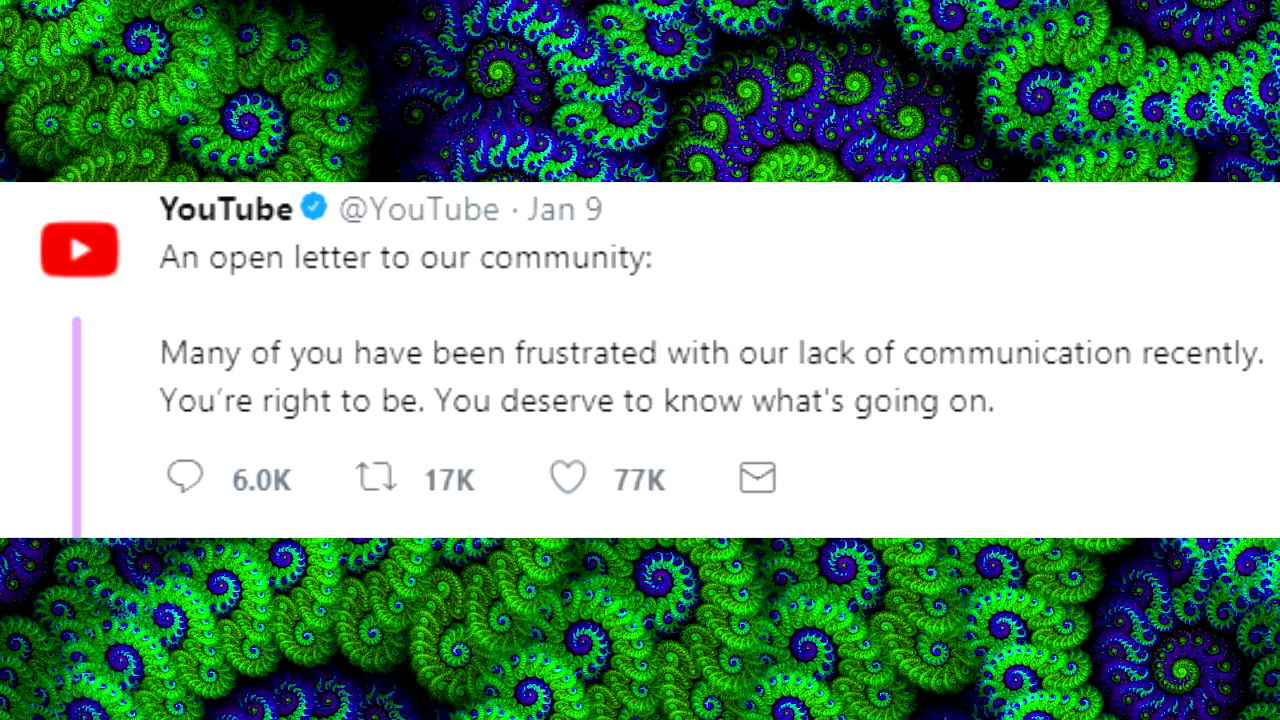 YouTube @YouTube · Jan 9
An open letter to our community:
Many of you have been frustrated with our lack of communication recently.
You’re right to be. You deserve to know what's going on.
6.0K 17K 77K